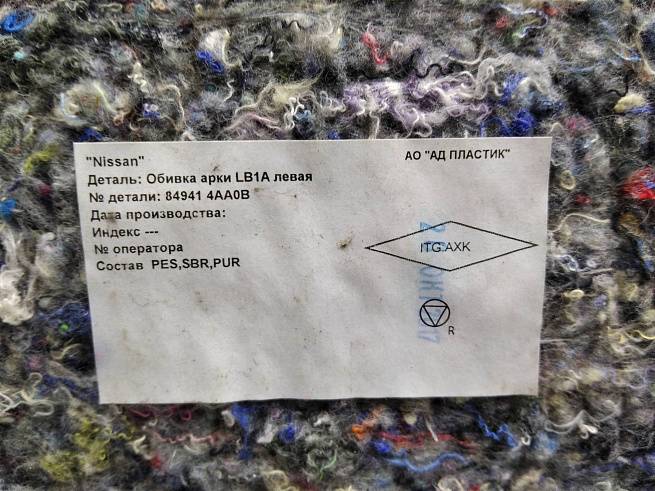 "Nissan"
АО "АД ПЛАСТИК"
Деталь: Обивка арки LB1A левая
№ детали: 84941 4AA0B
Дата производства:
Индекс ---
№ оператора
Состав PES,SBR,PUR
ITG.AXK
R